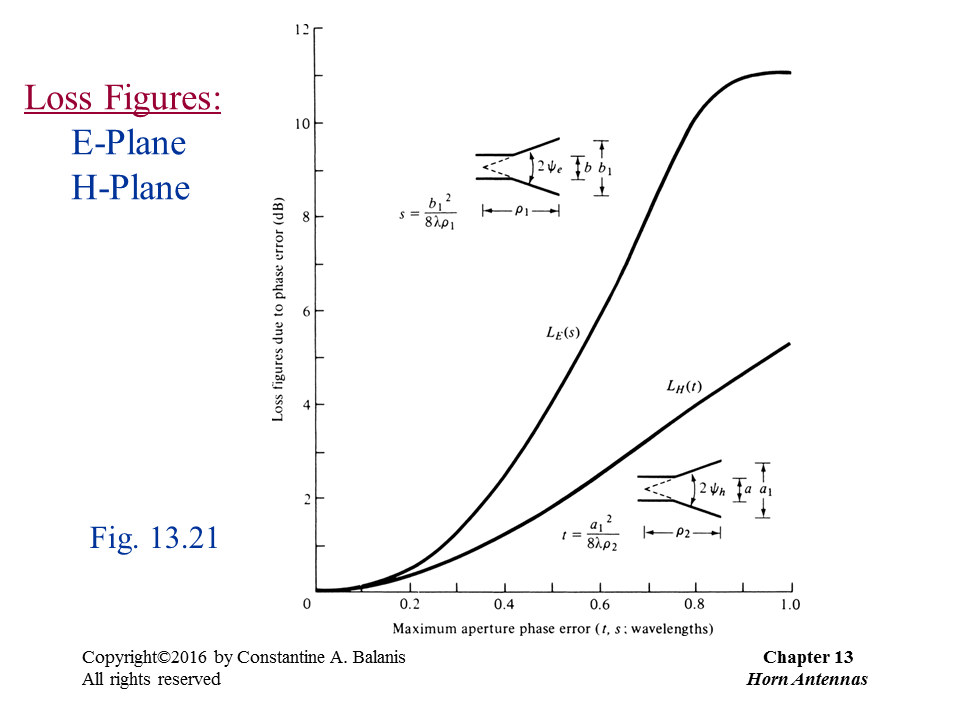 Loss Figures:
E-Plane
H-Plane
Fig. 13.21
Loss figures due to phase error (dB)
12
10
8
6
4
2
0
0.2
0.4
0.6
0.8
1.0
Maximum aperture phase error (t, s; wavelengths)
2ψe
b
b1
ρ1
s = b1² / 8λρ1
LE(s)
LH(t)
2ψh
a
a1
ρ2
t = a1² / 8λρ2
Copyright©2016 by Constantine A. Balanis
All rights reserved
Chapter 13
Horn Antennas